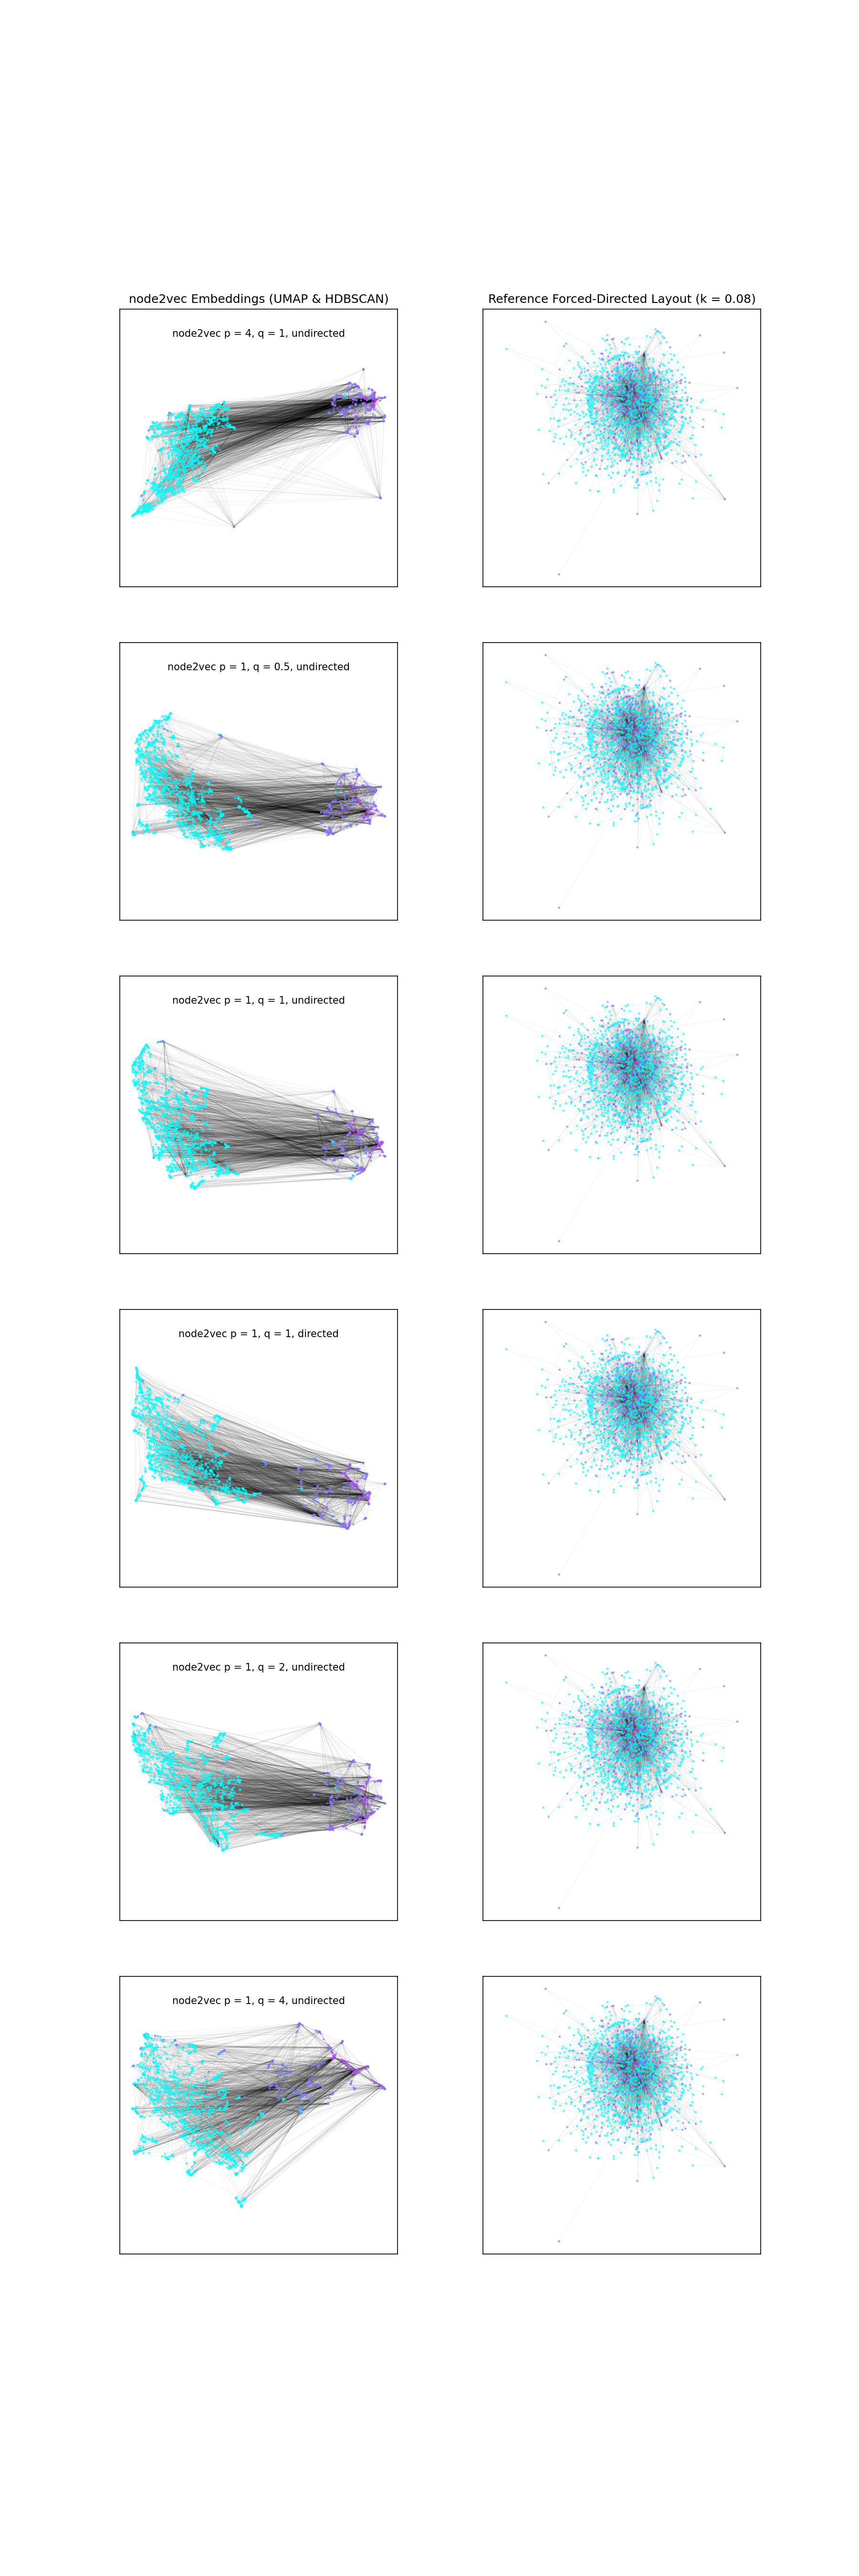 node2vec Embeddings (UMAP & HDBSCAN)
Reference Forced-Directed Layout (k = 0.08)
node2vec p = 4, q = 1, undirected
node2vec p = 1, q = 0.5, undirected
node2vec p = 1, q = 1, undirected
node2vec p = 1, q = 1, directed
node2vec p = 1, q = 2, undirected
node2vec p = 1, q = 4, undirected